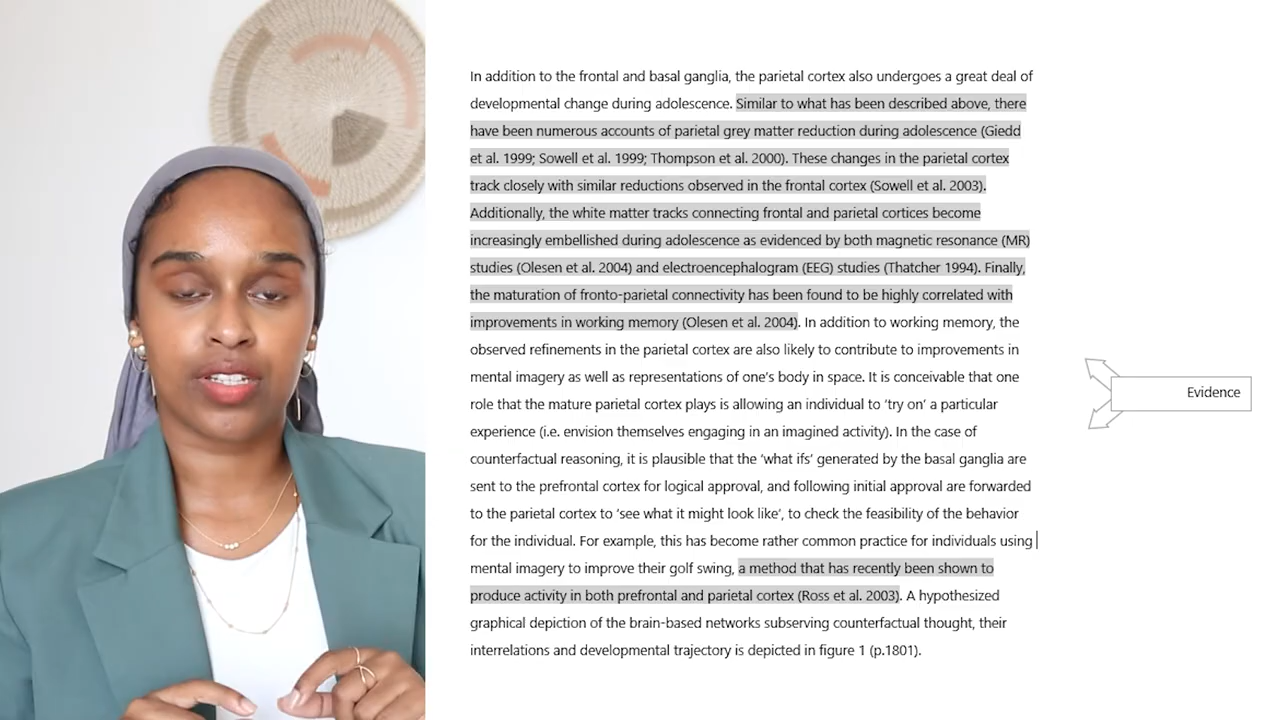 In addition to the frontal and basal ganglia, the parietal cortex also undergoes a great deal of
developmental change during adolescence. Similar to what has been described above, there
have been numerous accounts of parietal grey matter reduction during adolescence (Giedd
et al. 1999; Sowell et al. 1999; Thompson et al. 2000). These changes in the parietal cortex
track closely with similar reductions observed in the frontal cortex (Sowell et al. 2003).
Additionally, the white matter tracks connecting frontal and parietal cortices become
increasingly embellished during adolescence as evidenced by both magnetic resonance (MR)
studies (Olesen et al. 2004) and electroencephalogram (EEG) studies (Thatcher 1994). Finally,
the maturation of fronto-parietal connectivity has been found to be highly correlated with
improvements in working memory (Olesen et al. 2004). In addition to working memory, the
observed refinements in the parietal cortex are also likely to contribute to improvements in
mental imagery as well as representations of one's body in space. It is conceivable that one
role that the mature parietal cortex plays is allowing an individual to 'try on' a particular
experience (i.e. envision themselves engaging in an imagined activity). In the case of
counterfactual reasoning, it is plausible that the 'what ifs' generated by the basal ganglia are
sent to the prefrontal cortex for logical approval, and following initial approval are forwarded
to the parietal cortex to 'see what it might look like', to check the feasibility of the behavior
for the individual. For example, this has become rather common practice for individuals using
mental imagery to improve their golf swing, a method that has recently been shown to
produce activity in both prefrontal and parietal cortex (Ross et al. 2003). A hypothesized
graphical depiction of the brain-based networks subserving counterfactual thought, their
interrelations and developmental trajectory is depicted in figure 1 (p.1801).
Evidence